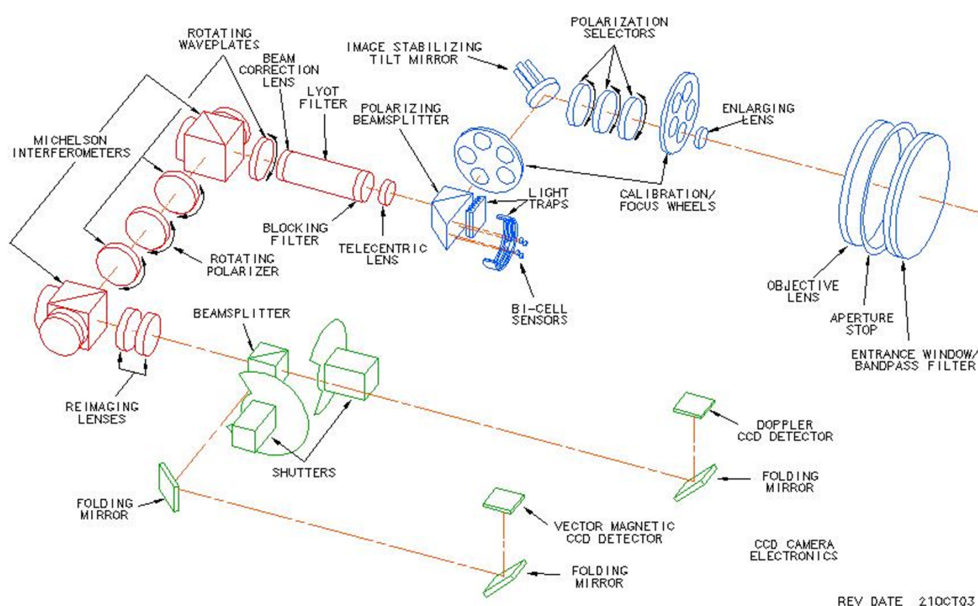 ROTATING
WAVEPLATES
BEAM
CORRECTION
LENS
LYOT
FILTER
IMAGE STABILIZING
TILT MIRROR
POLARIZATION
SELECTORS
POLARIZING
BEAMSPLITTER
ENLARGING
LENS
MICHELSON
INTERFEROMETERS
LIGHT
TRAPS
CALIBRATION/
FOCUS WHEELS
BLOCKING
FILTER
TELECENTRIC
LENS
ROTATING
POLARIZER
BI-CELL
SENSORS
OBJECTIVE
LENS
APERTURE
STOP
ENTRANCE WINDOW/
BANDPASS FILTER
BEAMSPLITTER
REIMAGING
LENSES
SHUTTERS
DOPPLER
CCD DETECTOR
FOLDING
MIRROR
FOLDING
MIRROR
VECTOR MAGNETIC
CCD DETECTOR
FOLDING
MIRROR
CCD CAMERA
ELECTRONICS
REV DATE 21OCT03